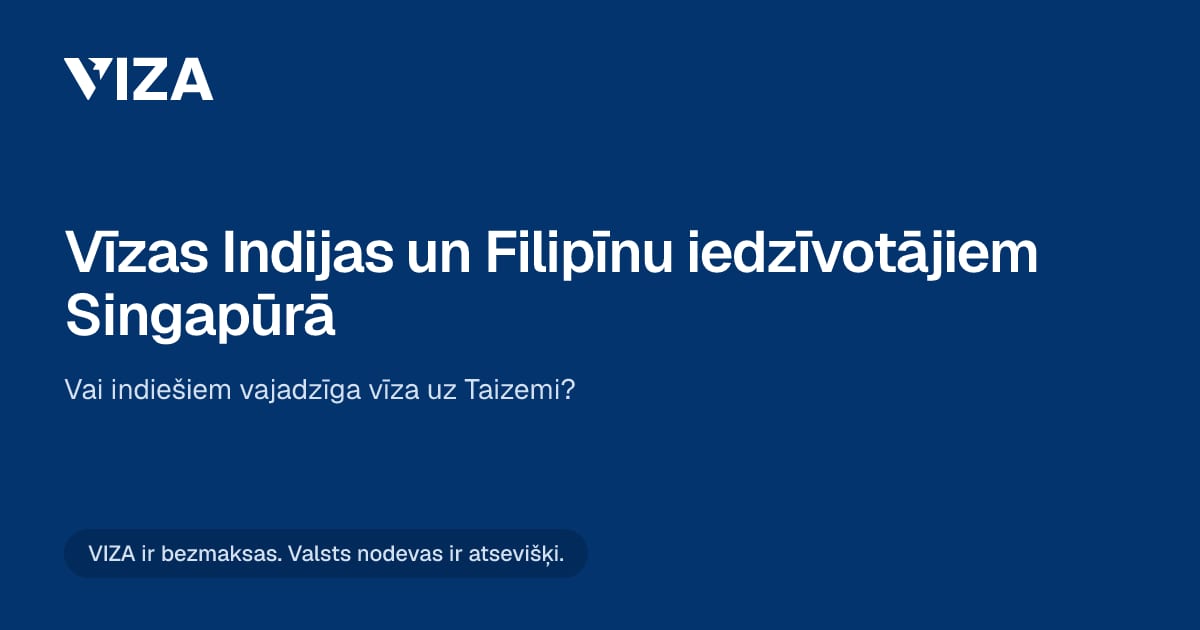 VIZA
Vīzas Indijas un Filipīnu iedzīvotājiem
Singapūrā
Vai indiešiem vajadzīga vīza uz Taizemi?
VIZA ir bezmaksas. Valsts nodevas ir atsevišķi.